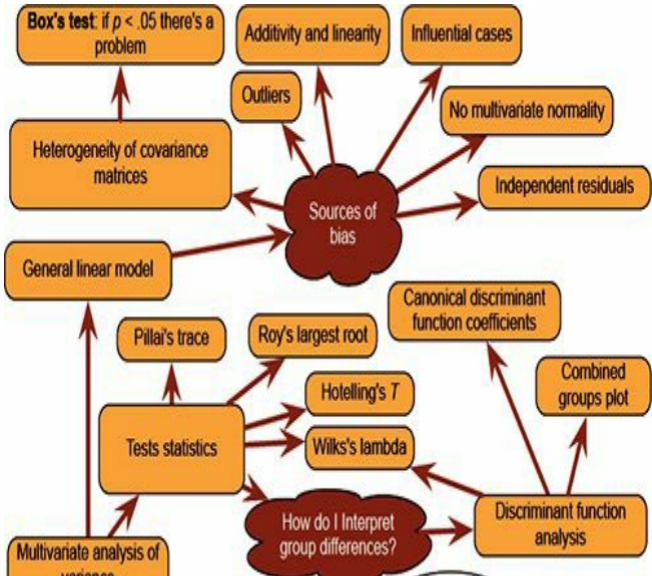 Box's test: if p < .05 there's a
problem
Additivity and linearity
Influential cases
Outliers
No multivariate normality
Heterogeneity of covariance
matrices
Independent residuals
Sources of
bias
General linear model
Canonical discriminant
function coefficients
Pillai's trace
Roy's largest root
Combined
groups plot
Hotelling's T
Tests statistics
Wilks's lambda
How do I Interpret
group differences?
Discriminant function
analysis
Multivariate analysis of
variance